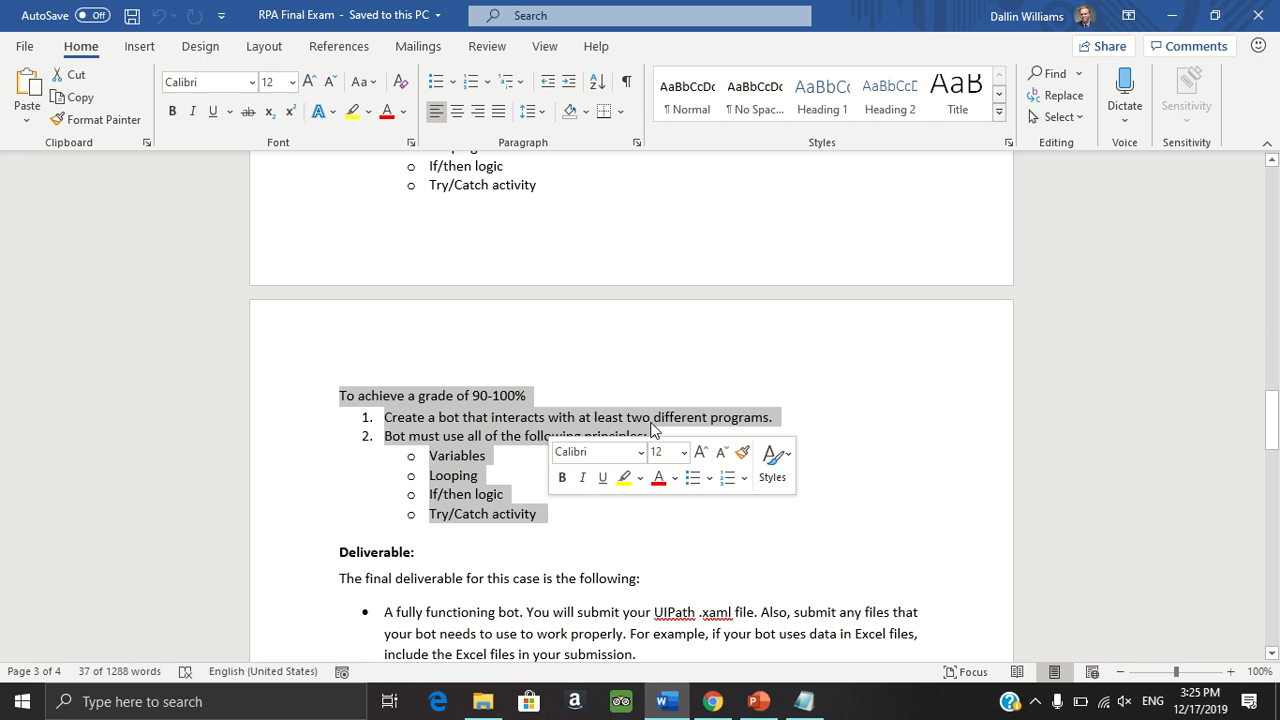 AutoSave Off RPA Final Exam - Saved to this PC Search Dallin Williams
File Home Insert Design Layout References Mailings Review View Help Share Comments
Paste Cut Copy Format Painter
Calibri 12
AaBbCcDc AaBbCcDc AaBbCc AaBbCcD AaB
¶ Normal ¶ No Spac... Heading 1 Heading 2 Title
Find Replace Select
Dictate Sensitivity
Clipboard Font Paragraph Styles Editing Voice Sensitivity
o If/then logic
o Try/Catch activity
To achieve a grade of 90-100%
1. Create a bot that interacts with at least two different programs.
2. Bot must use all of the following principles:
o Variables
o Looping
o If/then logic
o Try/Catch activity
Calibri 12
B I U A Styles
Deliverable:
The final deliverable for this case is the following:
• A fully functioning bot. You will submit your UIPath .xaml file. Also, submit any files that
your bot needs to use to work properly. For example, if your bot uses data in Excel files,
include the Excel files in your submission.
Page 3 of 4 37 of 1288 words English (United States) Focus 100%
Type here to search ENG 3:25 PM
12/17/2019